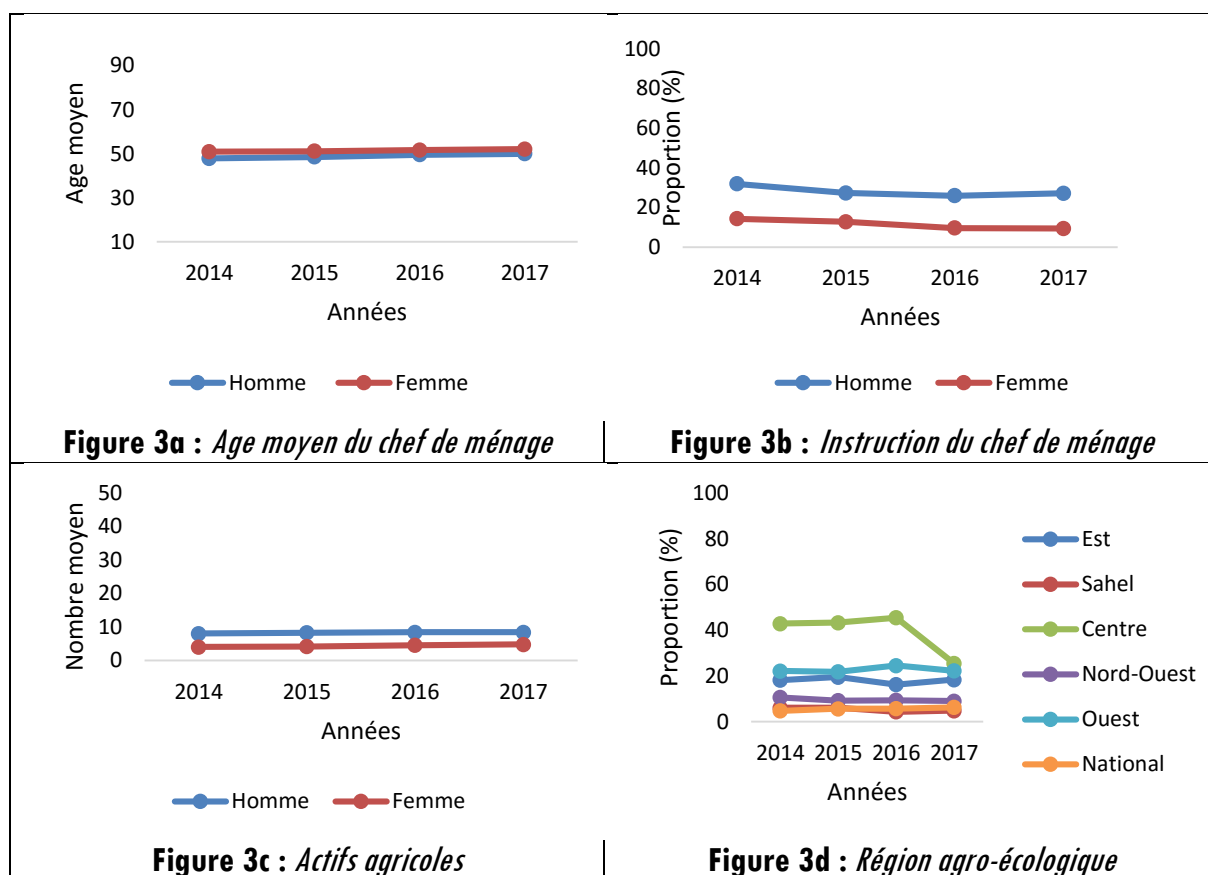 Age moyen
90
70
50
30
10
2014 2015 2016 2017
Années
Homme Femme
Figure 3a : Age moyen du chef de ménage
Proportion (%)
100
80
60
40
20
0
2014 2015 2016 2017
Années
Homme Femme
Figure 3b : Instruction du chef de ménage
Nombre moyen
50
40
30
20
10
0
2014 2015 2016 2017
Années
Homme Femme
Figure 3c : Actifs agricoles
Proportion (%)
100
80
60
40
20
0
2014 2015 2016 2017
Années
Est
Sahel
Centre
Nord-Ouest
Ouest
National
Figure 3d : Région agro-écologique